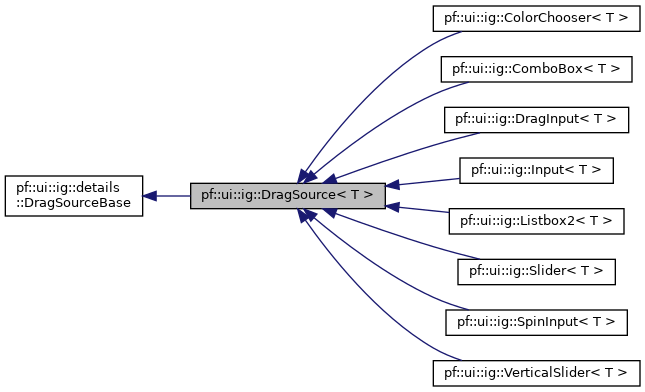 pf::ui::ig::ColorChooser< T >
pf::ui::ig::ComboBox< T >
pf::ui::ig::DragInput< T >
pf::ui::ig::Input< T >
pf::ui::ig::details
::DragSourceBase
pf::ui::ig::DragSource< T >
pf::ui::ig::Listbox2< T >
pf::ui::ig::Slider< T >
pf::ui::ig::SpinInput< T >
pf::ui::ig::VerticalSlider< T >